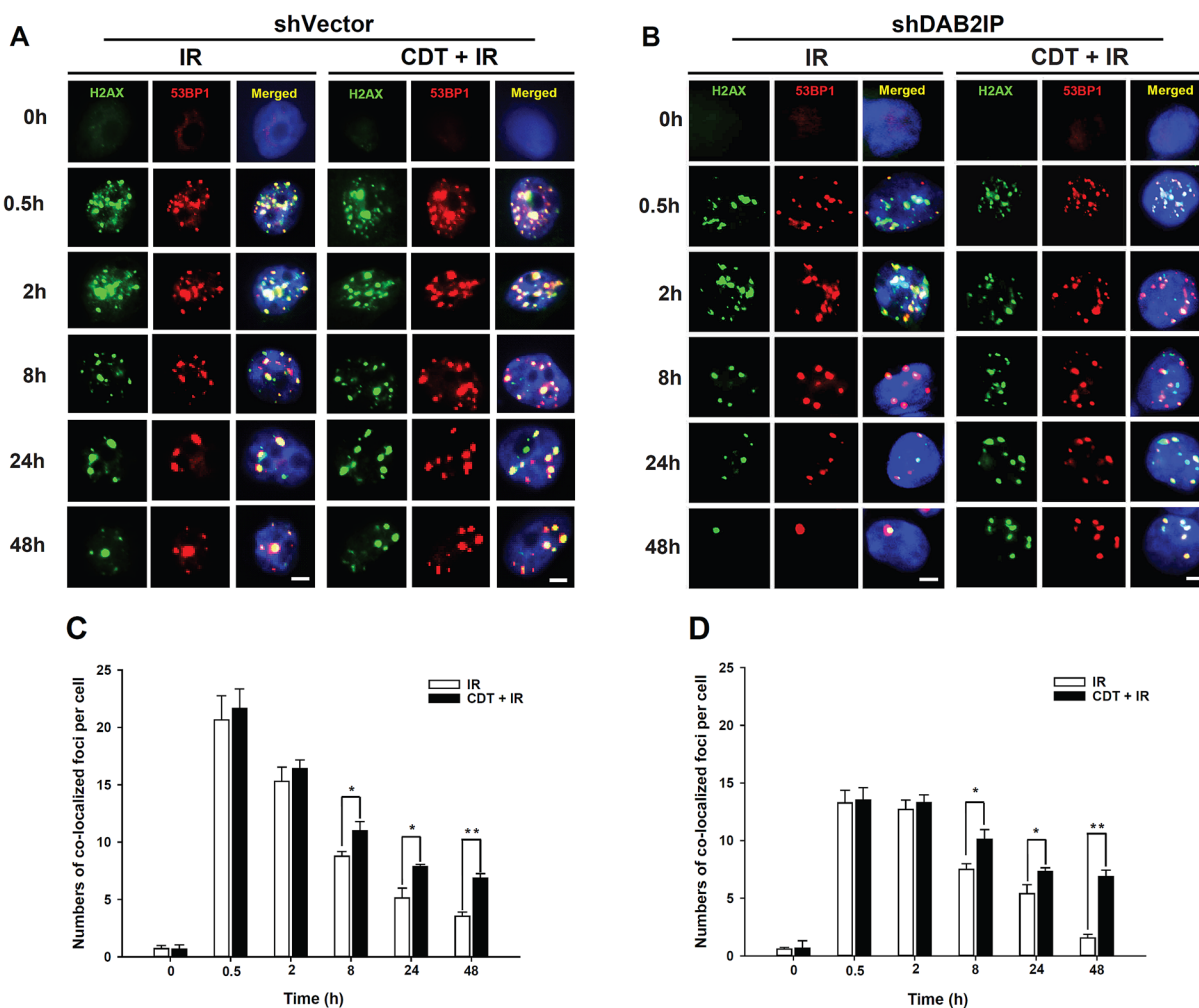 A
shVector
IR
CDT + IR
H2AX 53BP1 Merged H2AX 53BP1 Merged
0h
0.5h
2h
8h
24h
48h
B
shDAB2IP
IR
CDT + IR
H2AX 53BP1 Merged H2AX 53BP1 Merged
0h
0.5h
2h
8h
24h
48h
C
Numbers of co-localized foci per cell
25
20
15
10
5
0
IR
CDT + IR
*
*
**
0 0.5 2 8 24 48
Time (h)
D
Numbers of co-localized foci per cell
25
20
15
10
5
0
IR
CDT + IR
*
*
**
0 0.5 2 8 24 48
Time (h)